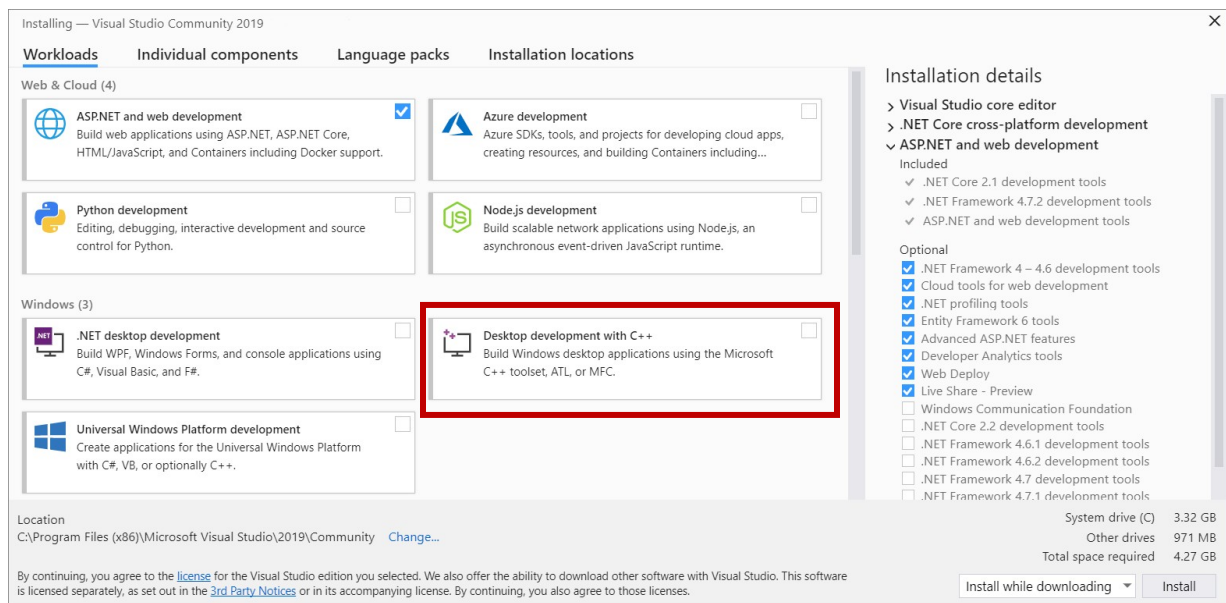 Installing — Visual Studio Community 2019
Workloads Individual components Language packs Installation locations
Web & Cloud (4)
ASP.NET and web development
Build web applications using ASP.NET, ASP.NET Core,
HTML/JavaScript, and Containers including Docker support.
Azure development
Azure SDKs, tools, and projects for developing cloud apps,
creating resources, and building Containers including...
Python development
Editing, debugging, interactive development and source
control for Python.
JS
Node.js development
Build scalable network applications using Node.js, an
asynchronous event-driven JavaScript runtime.
Windows (3)
.NET
.NET desktop development
Build WPF, Windows Forms, and console applications using
C#, Visual Basic, and F#.
Desktop development with C++
Build Windows desktop applications using the Microsoft
C++ toolset, ATL, or MFC.
Universal Windows Platform development
Create applications for the Universal Windows Platform
with C#, VB, or optionally C++.
Installation details
Visual Studio core editor
.NET Core cross-platform development
ASP.NET and web development
Included
.NET Core 2.1 development tools
.NET Framework 4.7.2 development tools
ASP.NET and web development tools
Optional
.NET Framework 4 – 4.6 development tools
Cloud tools for web development
.NET profiling tools
Entity Framework 6 tools
Advanced ASP.NET features
Developer Analytics tools
Web Deploy
Live Share - Preview
Windows Communication Foundation
.NET Core 2.2 development tools
.NET Framework 4.6.1 development tools
.NET Framework 4.6.2 development tools
.NET Framework 4.7 development tools
.NET Framework 4.7.1 development tools
Location
C:\Program Files (x86)\Microsoft Visual Studio\2019\Community Change...
System drive (C) 3.32 GB
Other drives 971 MB
Total space required 4.27 GB
By continuing, you agree to the license for the Visual Studio edition you selected. We also offer the ability to download other software with Visual Studio. This software
is licensed separately, as set out in the 3rd Party Notices or in its accompanying license. By continuing, you also agree to those licenses.
Install while downloading Install